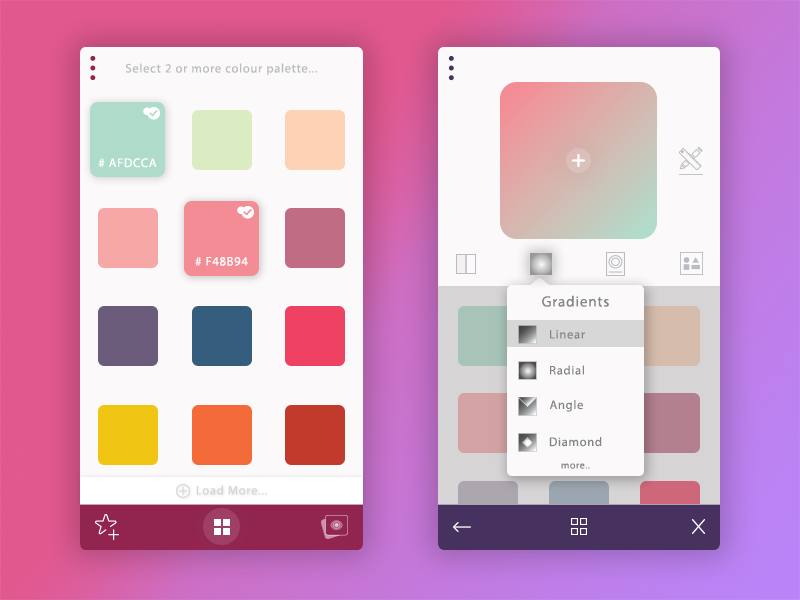 Select 2 or more colour palette...
# AFDCCA
# F48B94
Load More...
Gradients
Linear
Radial
Angle
Diamond
more..